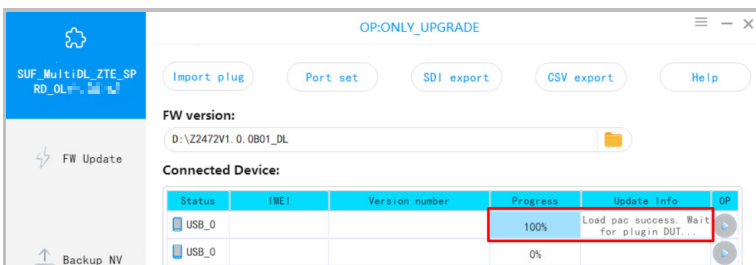 OP:ONLY_UPGRADE
SUF_MultiDL_ZTE_SP
RD_OL
Import plug
Port set
SDI export
CSV export
Help
FW version:
D:\Z2472V1.0.0B01_DL
FW Update
Connected Device:
Status IMEI Version number Progress Update Info OP
USB_0 100% Load pac success. Wait
for plugin DUT...
USB_0 0%
Backup NV